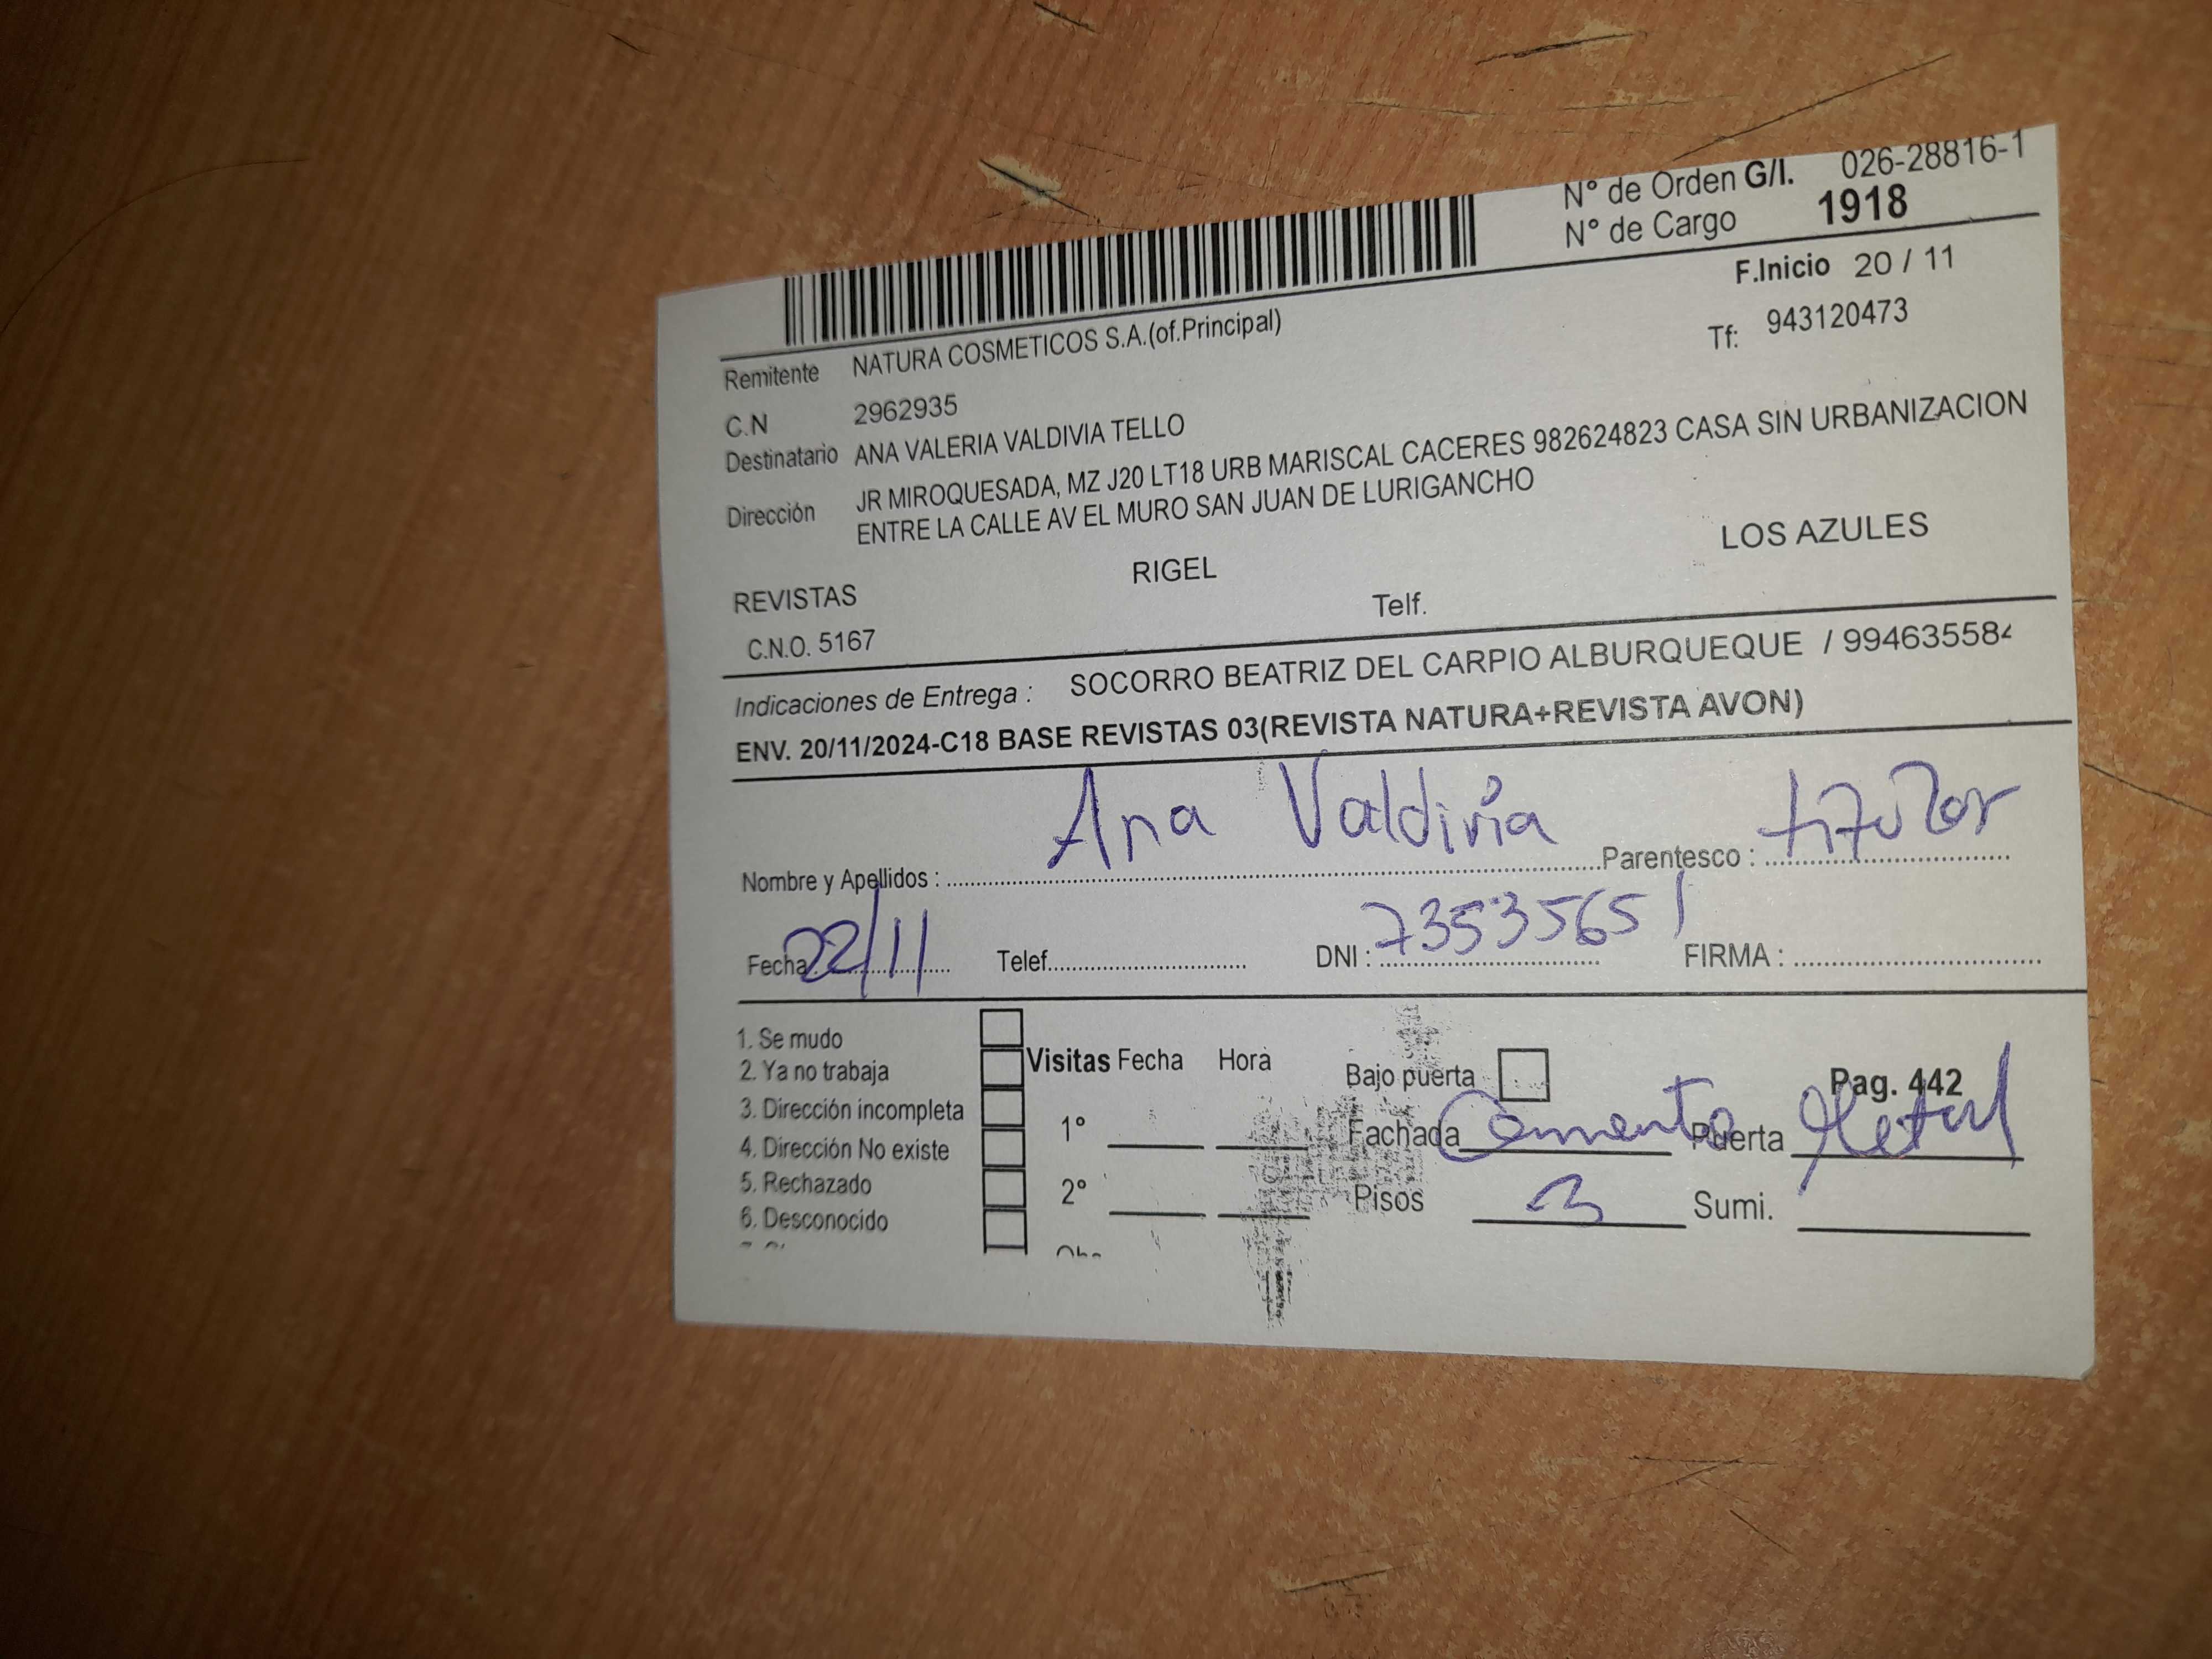 N° de Orden G/I. 026-28816-1
N° de Cargo 1918
F.Inicio 20 / 11
Remitente NATURA COSMETICOS S.A.(of.Principal) Tf: 943120473
C.N 2962935
Destinatario ANA VALERIA VALDIVIA TELLO
Dirección JR MIROQUESADA, MZ J20 LT18 URB MARISCAL CACERES 982624823 CASA SIN URBANIZACION
ENTRE LA CALLE AV EL MURO SAN JUAN DE LURIGANCHO
REVISTAS RIGEL LOS AZULES
C.N.O. 5167 Telf.
Indicaciones de Entrega : SOCORRO BEATRIZ DEL CARPIO ALBURQUEQUE / 994635584
ENV. 20/11/2024-C18 BASE REVISTAS 03(REVISTA NATURA+REVISTA AVON)
Nombre y Apellidos : Ana Valdivia Parentesco : titular
Fecha 22/11 Telef. DNI : 73535651 FIRMA :
1. Se mudo
2. Ya no trabaja
3. Dirección incompleta
4. Dirección No existe
5. Rechazado
6. Desconocido
Visitas Fecha Hora
1°
2°
Bajo puerta Pag. 442
Fachada Cemento Puerta Metal
Pisos 3 Sumi.